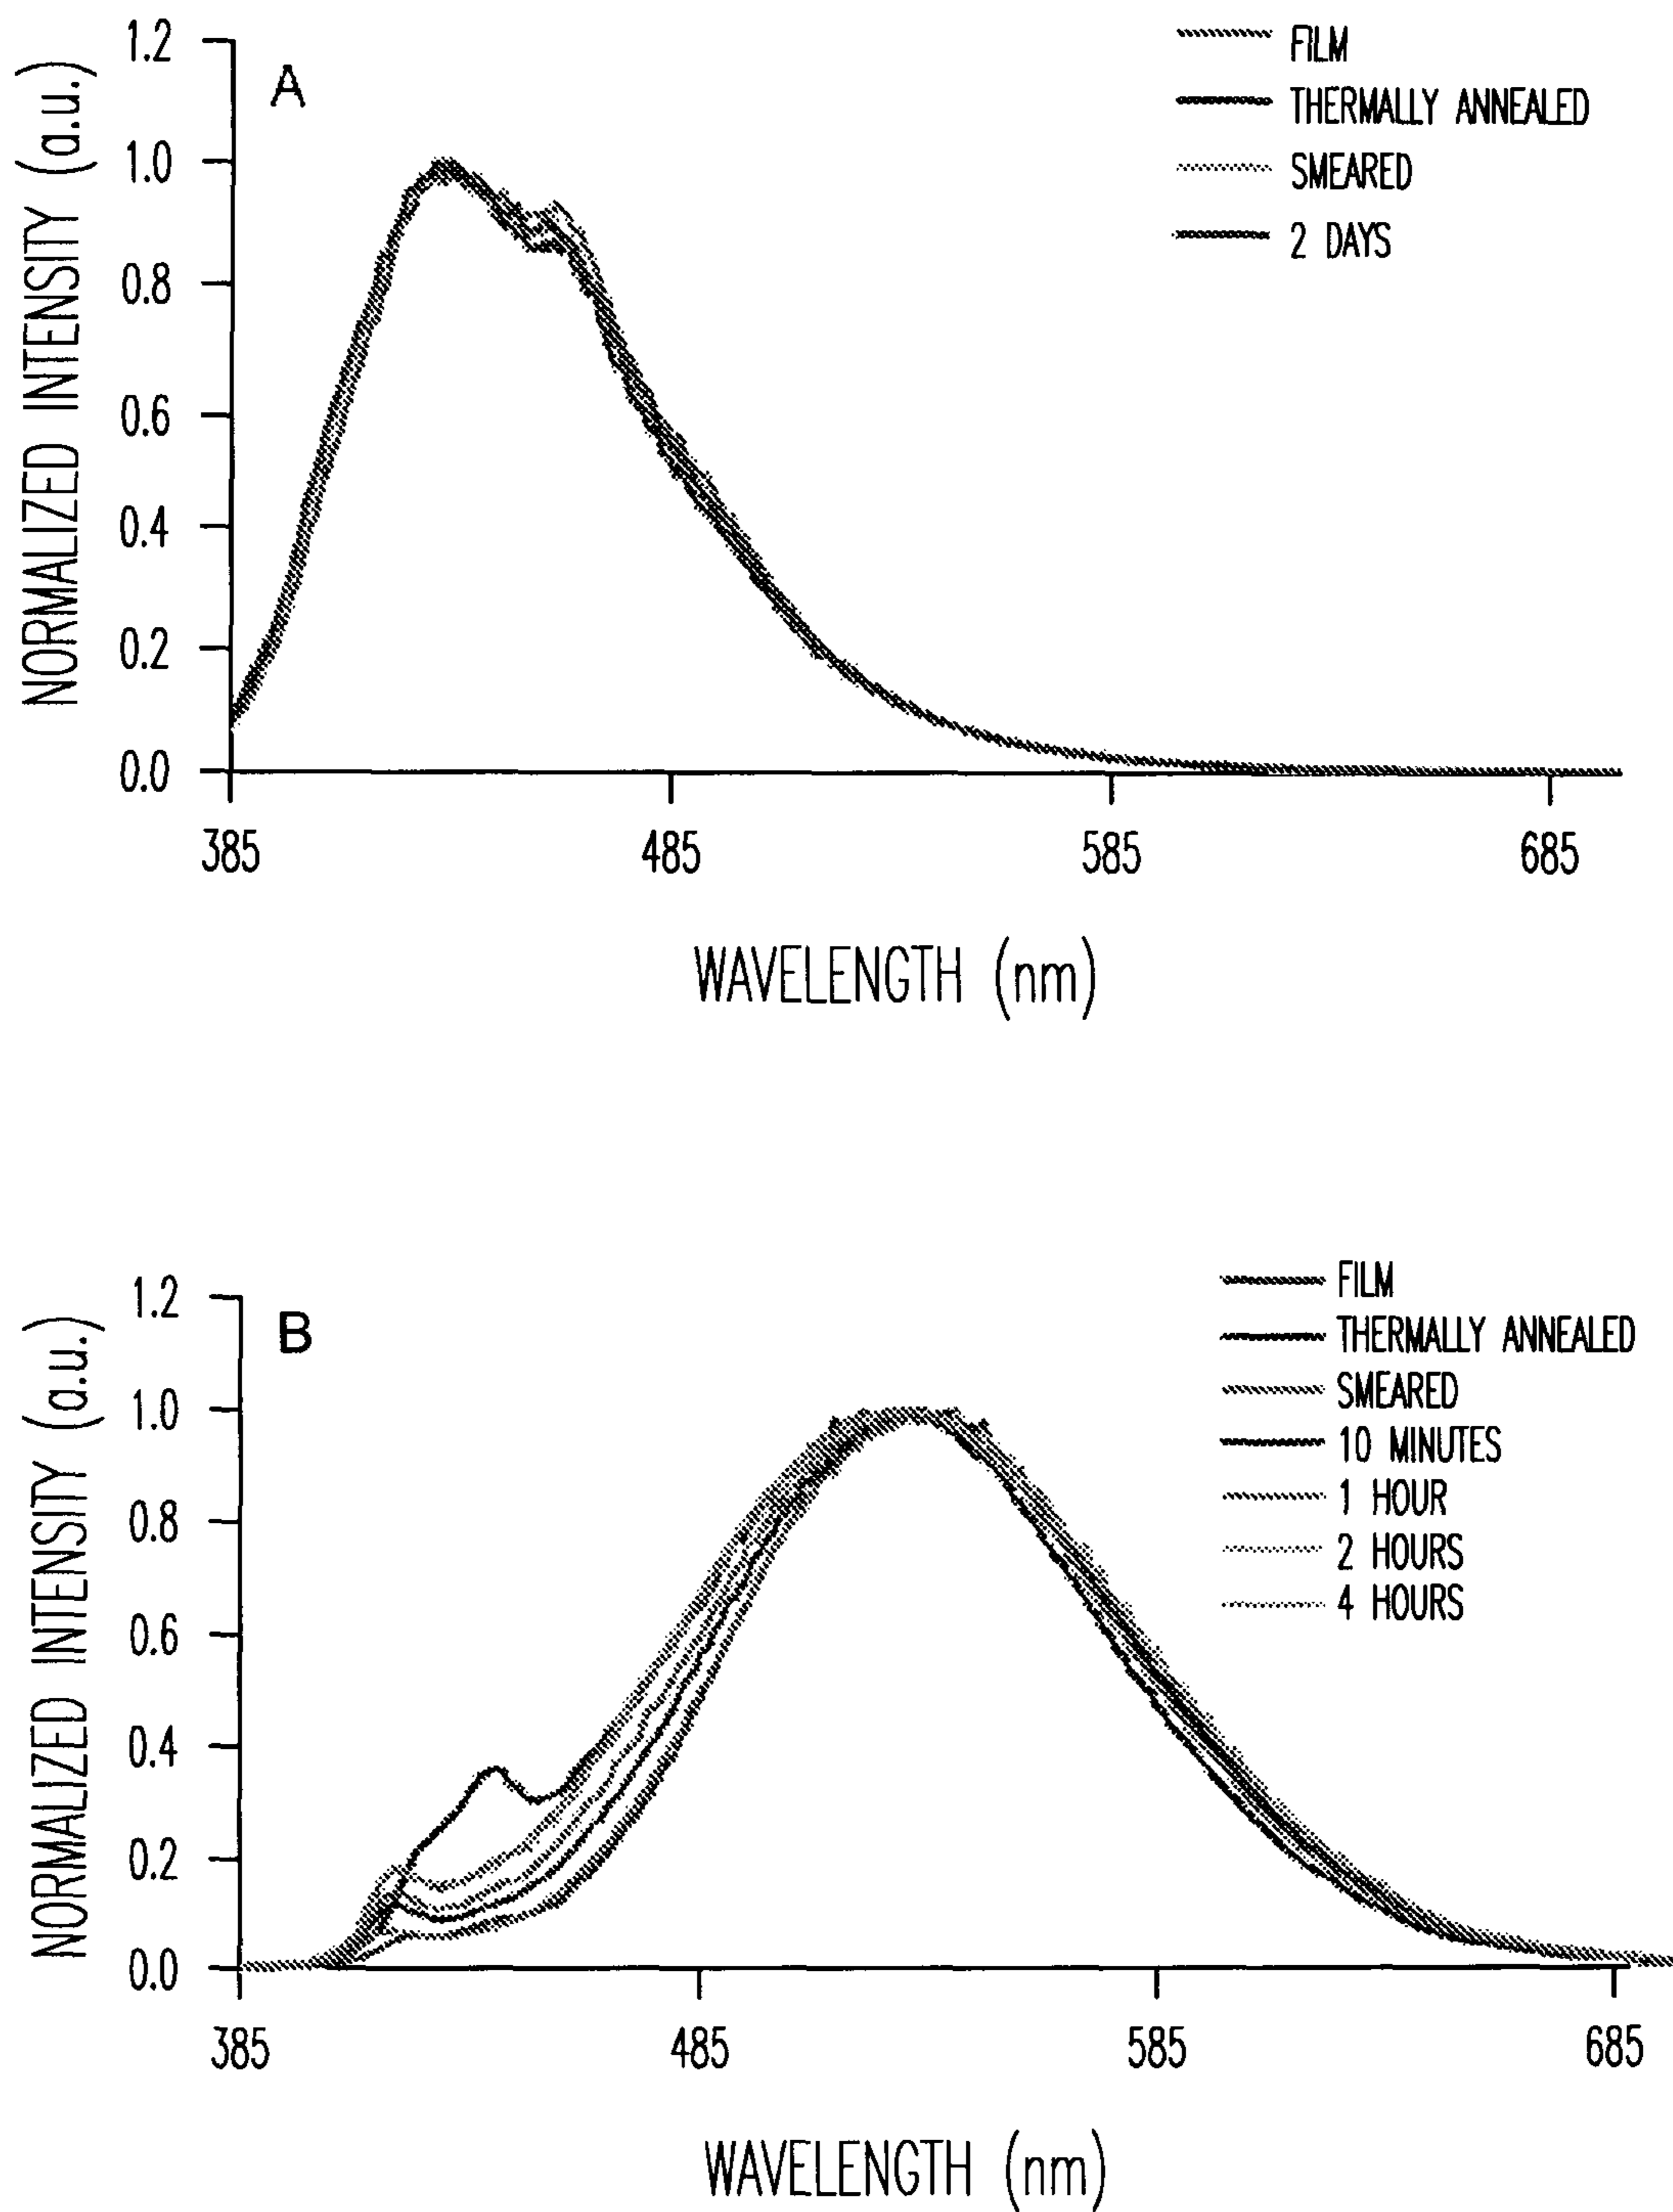 A
NORMALIZED INTENSITY (a.u.)
1.2
1.0
0.8
0.6
0.4
0.2
0.0
385
485
585
685
WAVELENGTH (nm)
FILM
THERMALLY ANNEALED
SMEARED
2 DAYS
B
NORMALIZED INTENSITY (a.u.)
1.2
1.0
0.8
0.6
0.4
0.2
0.0
385
485
585
685
WAVELENGTH (nm)
FILM
THERMALLY ANNEALED
SMEARED
10 MINUTES
1 HOUR
2 HOURS
4 HOURS